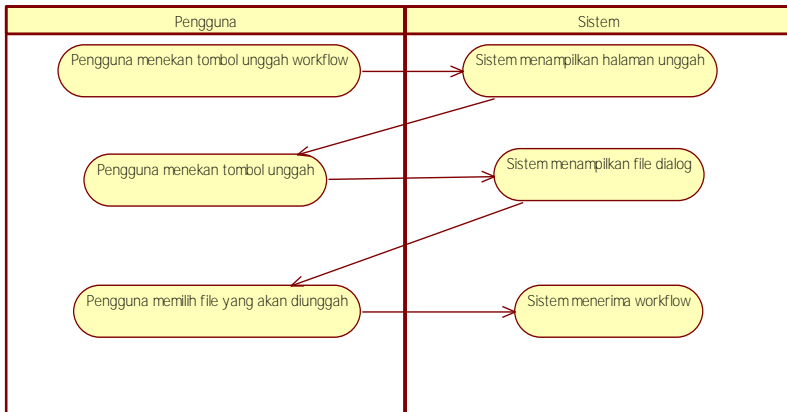 Pengguna
Sistem
Pengguna menekan tombol unggah workflow
Sistem menampilkan halaman unggah
Pengguna menekan tombol unggah
Sistem menampilkan file dialog
Pengguna memilih file yang akan diunggah
Sistem menerima workflow